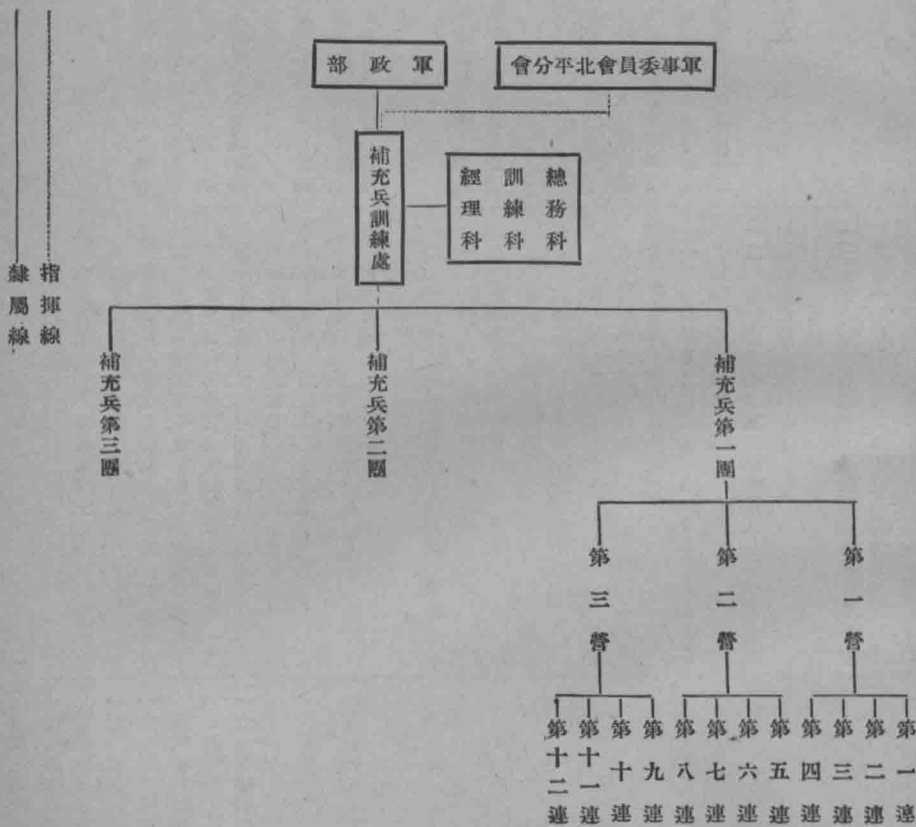 軍事委員會北平分會
軍政部
補充兵訓練處
總務科
訓練科
經理科
補充兵第一團
補充兵第二團
補充兵第三團
第一營
第二營
第三營
第一連
第二連
第三連
第四連
第五連
第六連
第七連
第八連
第九連
第十連
第十一連
第十二連
指揮線
隸屬線